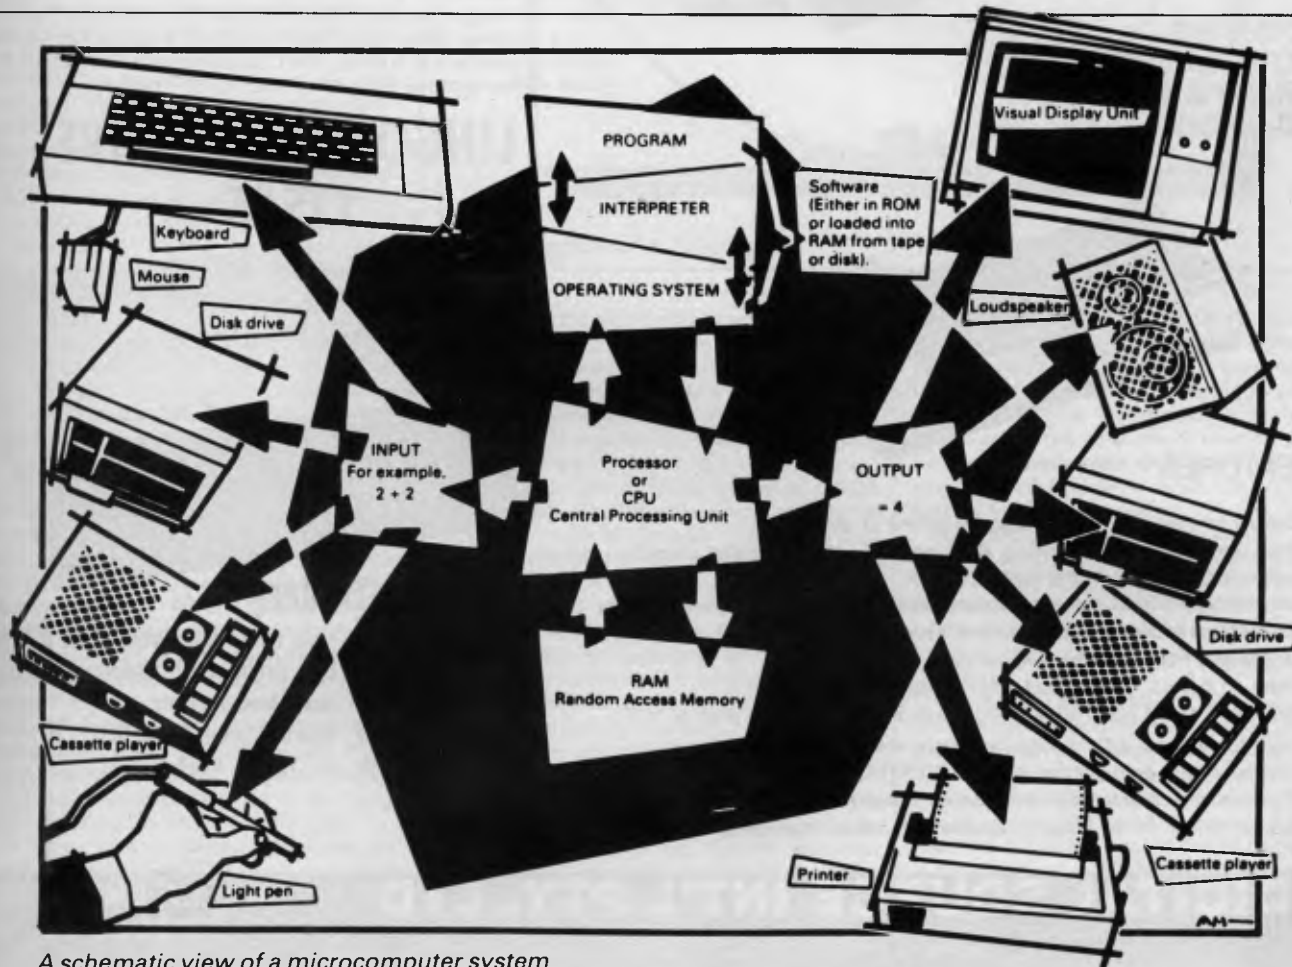 PROGRAM
INTERPRETER
OPERATING SYSTEM
Software
(Either in ROM
or loaded into
RAM from tape
or disk).
Visual Display Unit
Keyboard
Mouse
Disk drive
Loudspeaker
INPUT
For example.
2 + 2
Processor
or
CPU
Central Processing Unit
OUTPUT
= 4
RAM
Random Access Memory
Disk drive
Cassette player
Light pen
Printer
Cassette player
AM
A schematic view of a microcomputer system